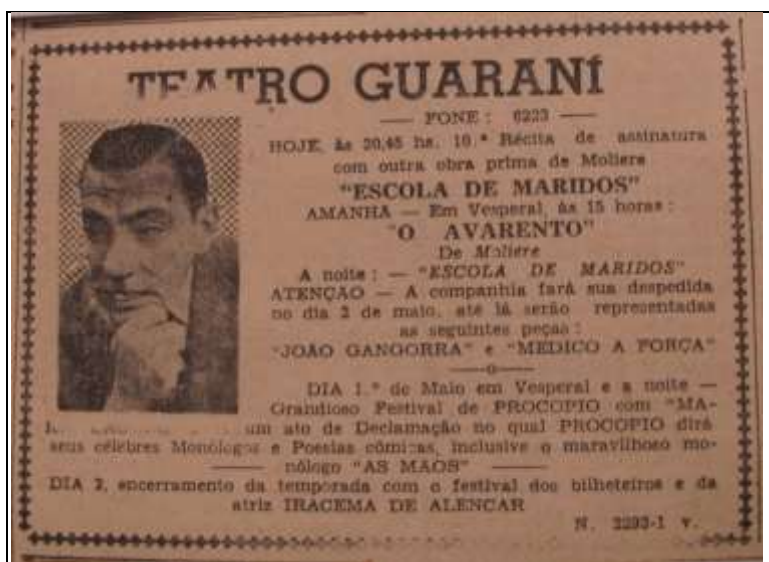 TEATRO GUARANÍ
— FONE : 6223 —
HOJE, às 20,45 hs. 10.ª Récita de assinatura
com outra obra prima de Moliere
"ESCOLA DE MARIDOS"
AMANHA — Em Vesperal, ás 15 horas :
"O AVARENTO"
De Moliere
A noite : — "ESCOLA DE MARIDOS"
ATENÇÃO — A companhia fará sua despedida
no dia 2 de maio, até lá serão representadas
as seguintes peças :
"JOÃO GANGORRA" e "MEDICO A FORÇA"
—o—
DIA 1.º de Maio em Vesperal e a noite —
Grandioso Festival de PROCOPIO com "MA-
um ato de Declamação no qual PROCOPIO dirá
seus célebres Monólogos e Poesias cômicas, inclusive o maravilhoso mo-
nólogo "AS MÃOS"
DIA 2, encerramento da temporada com o festival dos bilheteiros e da
atriz IRACEMA DE ALENCAR
N. 2293-1 v.